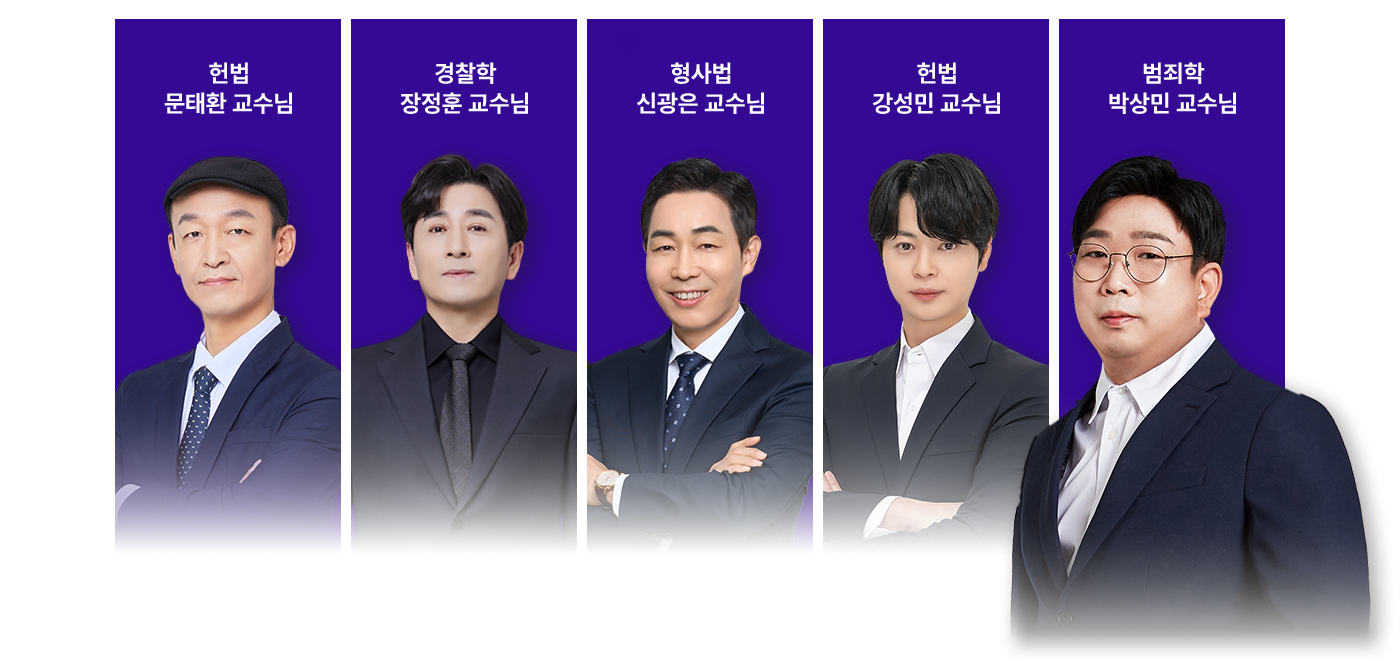 헌법
문태환 교수님
경찰학
장정훈 교수님
형사법
신광은 교수님
헌법
강성민 교수님
범죄학
박상민 교수님